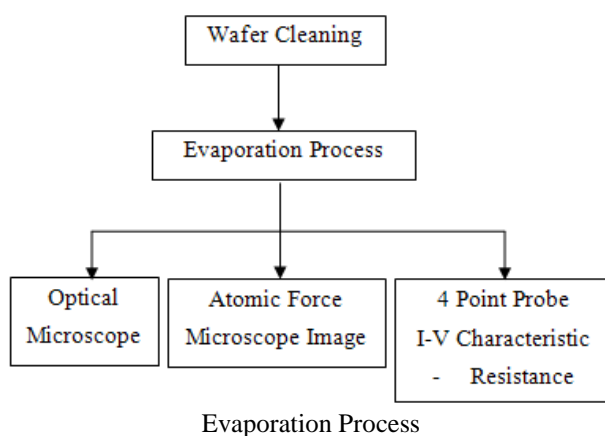 Wafer Cleaning
Evaporation Process
Optical
Microscope
Atomic Force
Microscope Image
4 Point Probe
I-V Characteristic
- Resistance
Evaporation Process